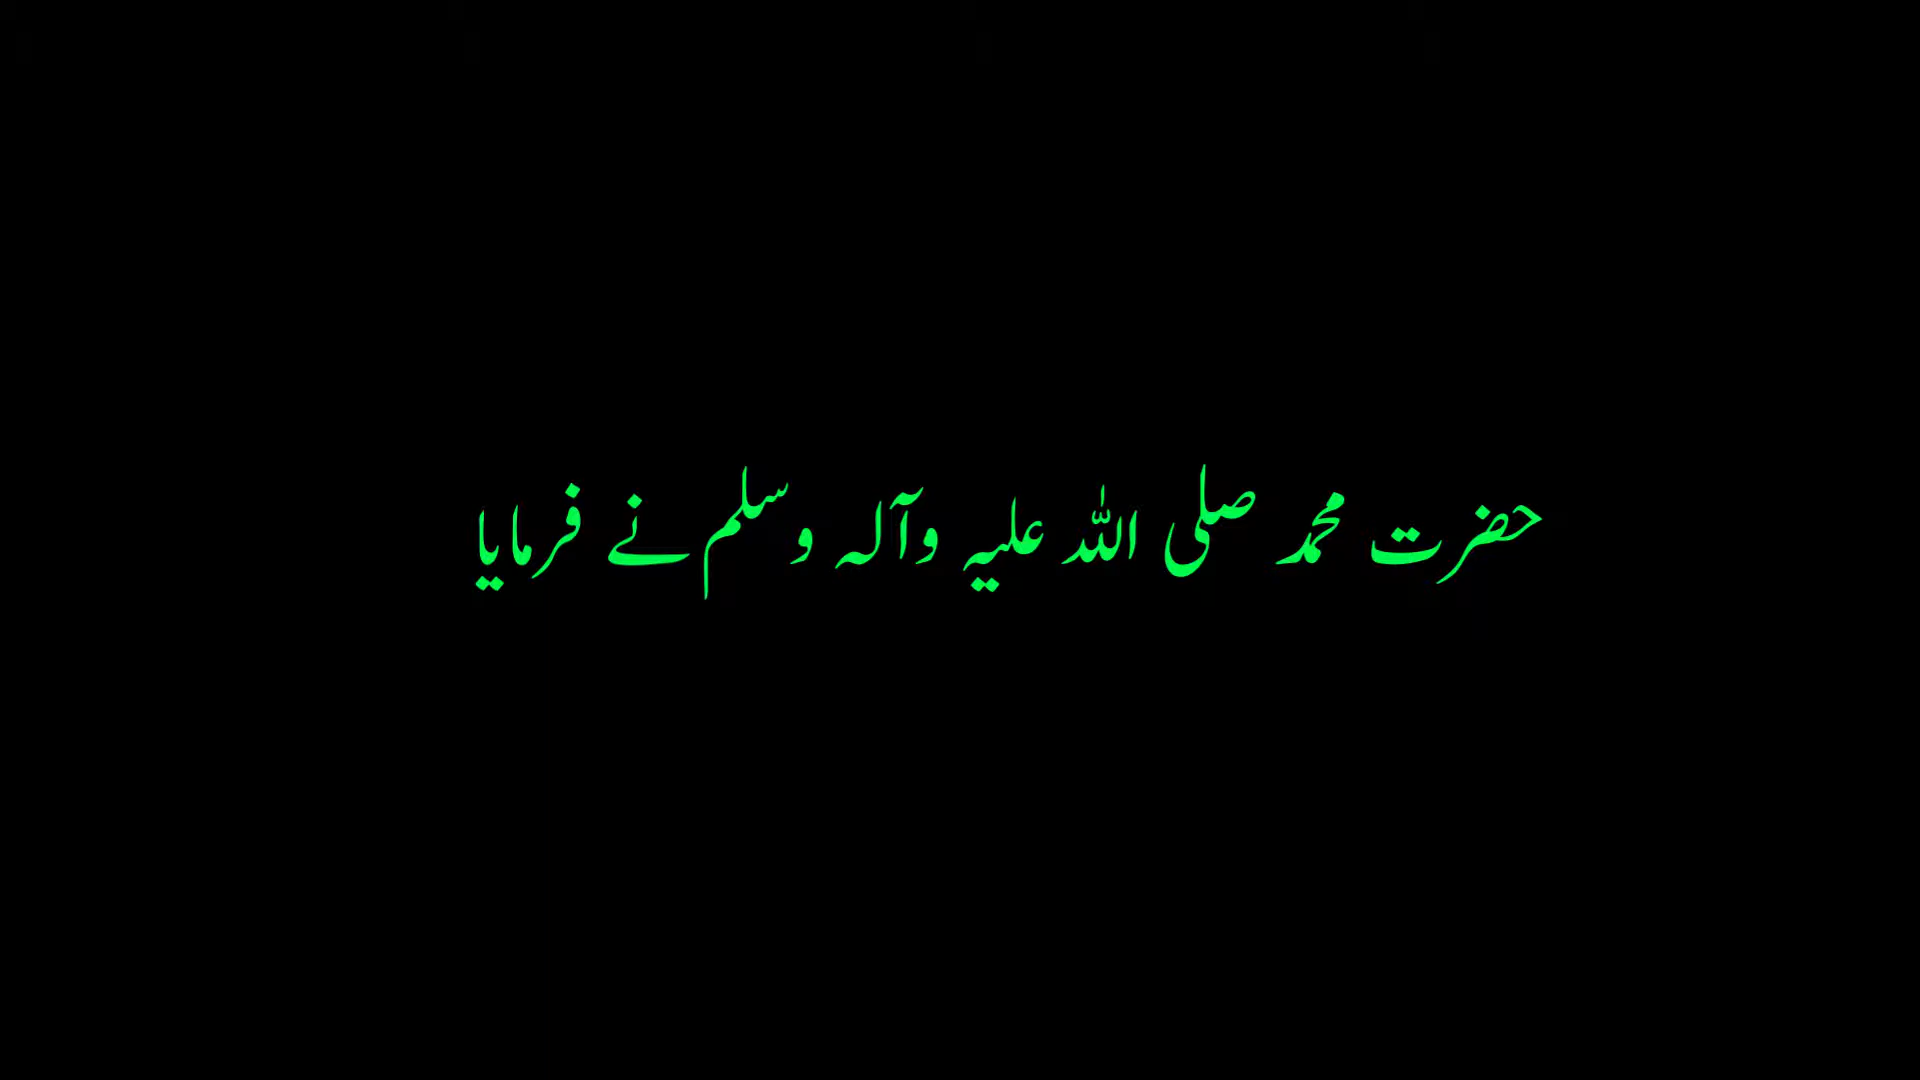 حضرت محمد صلی اللہ علیہ وآلہ وسلم نے فرمایا